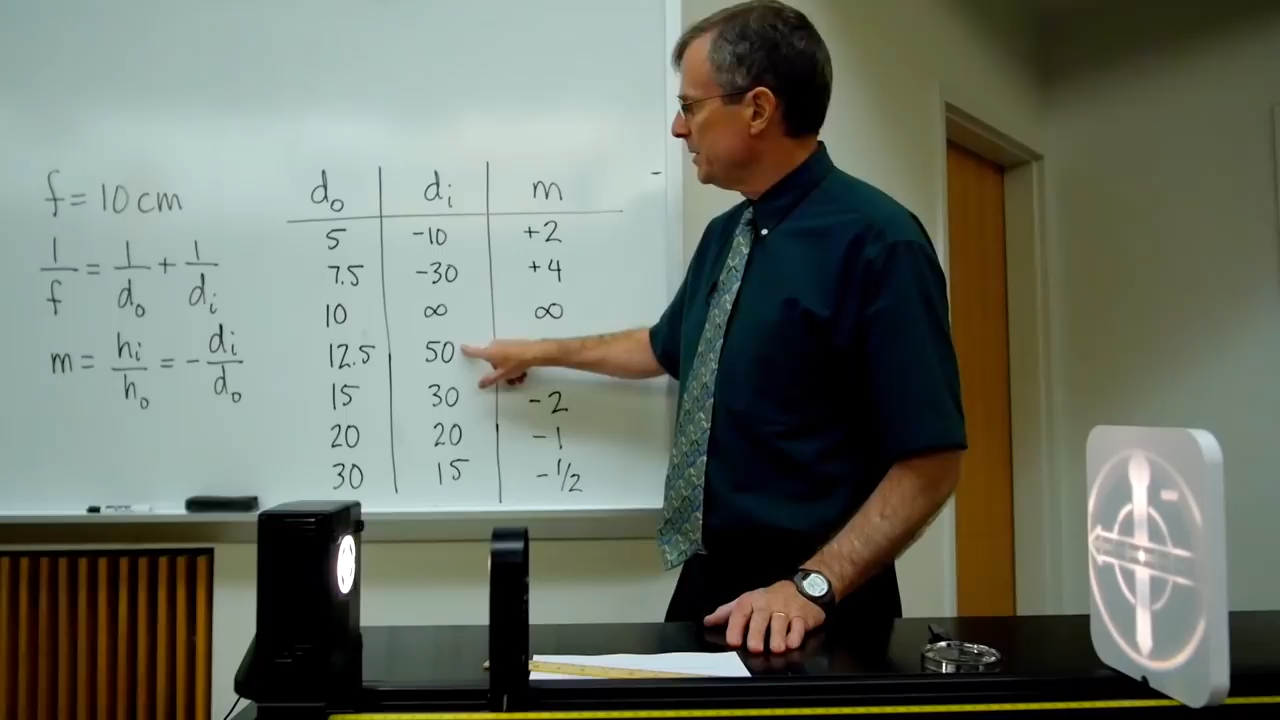 f = 10 cm
1/f = 1/d₀ + 1/dᵢ
m = hᵢ/h₀ = - dᵢ/d₀
d₀ dᵢ m
5 -10 +2
7.5 -30 +4
10 ∞ ∞
12.5 50
15 30 -2
20 20 -1
30 15 -1/2